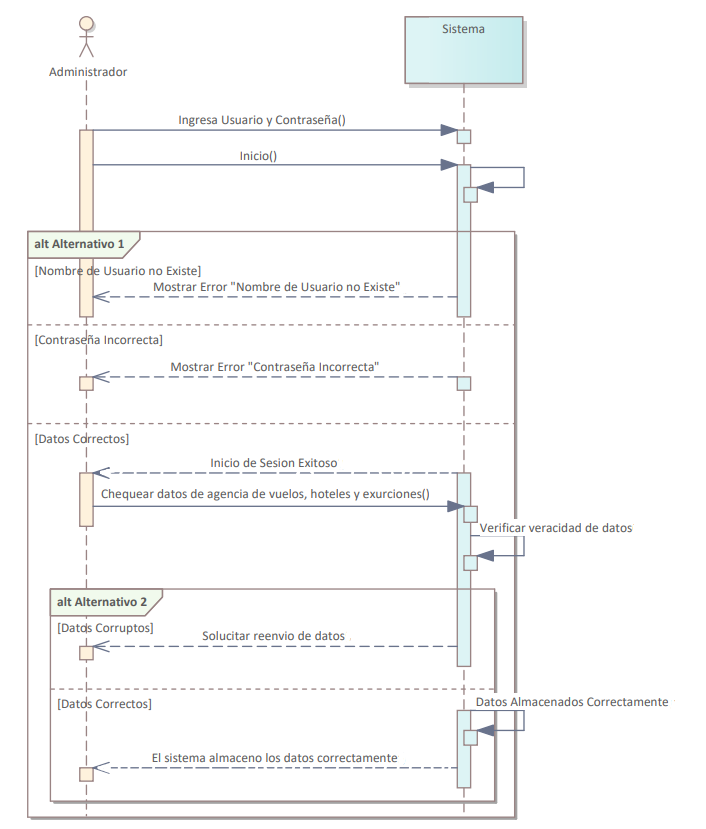 Sistema
Administrador
Ingresa Usuario y Contraseña()
Inicio()
alt Alternativo 1
[Nombre de Usuario no Existe]
Mostrar Error "Nombre de Usuario no Existe"
[Contraseña Incorrecta]
Mostrar Error "Contraseña Incorrecta"
[Datos Correctos]
Inicio de Sesion Exitoso
Chequear datos de agencia de vuelos, hoteles y exurciones()
Verificar veracidad de datos
alt Alternativo 2
[Datos Corruptos]
Solucitar reenvio de datos
[Datos Correctos]
Datos Almacenados Correctamente
El sistema almaceno los datos correctamente